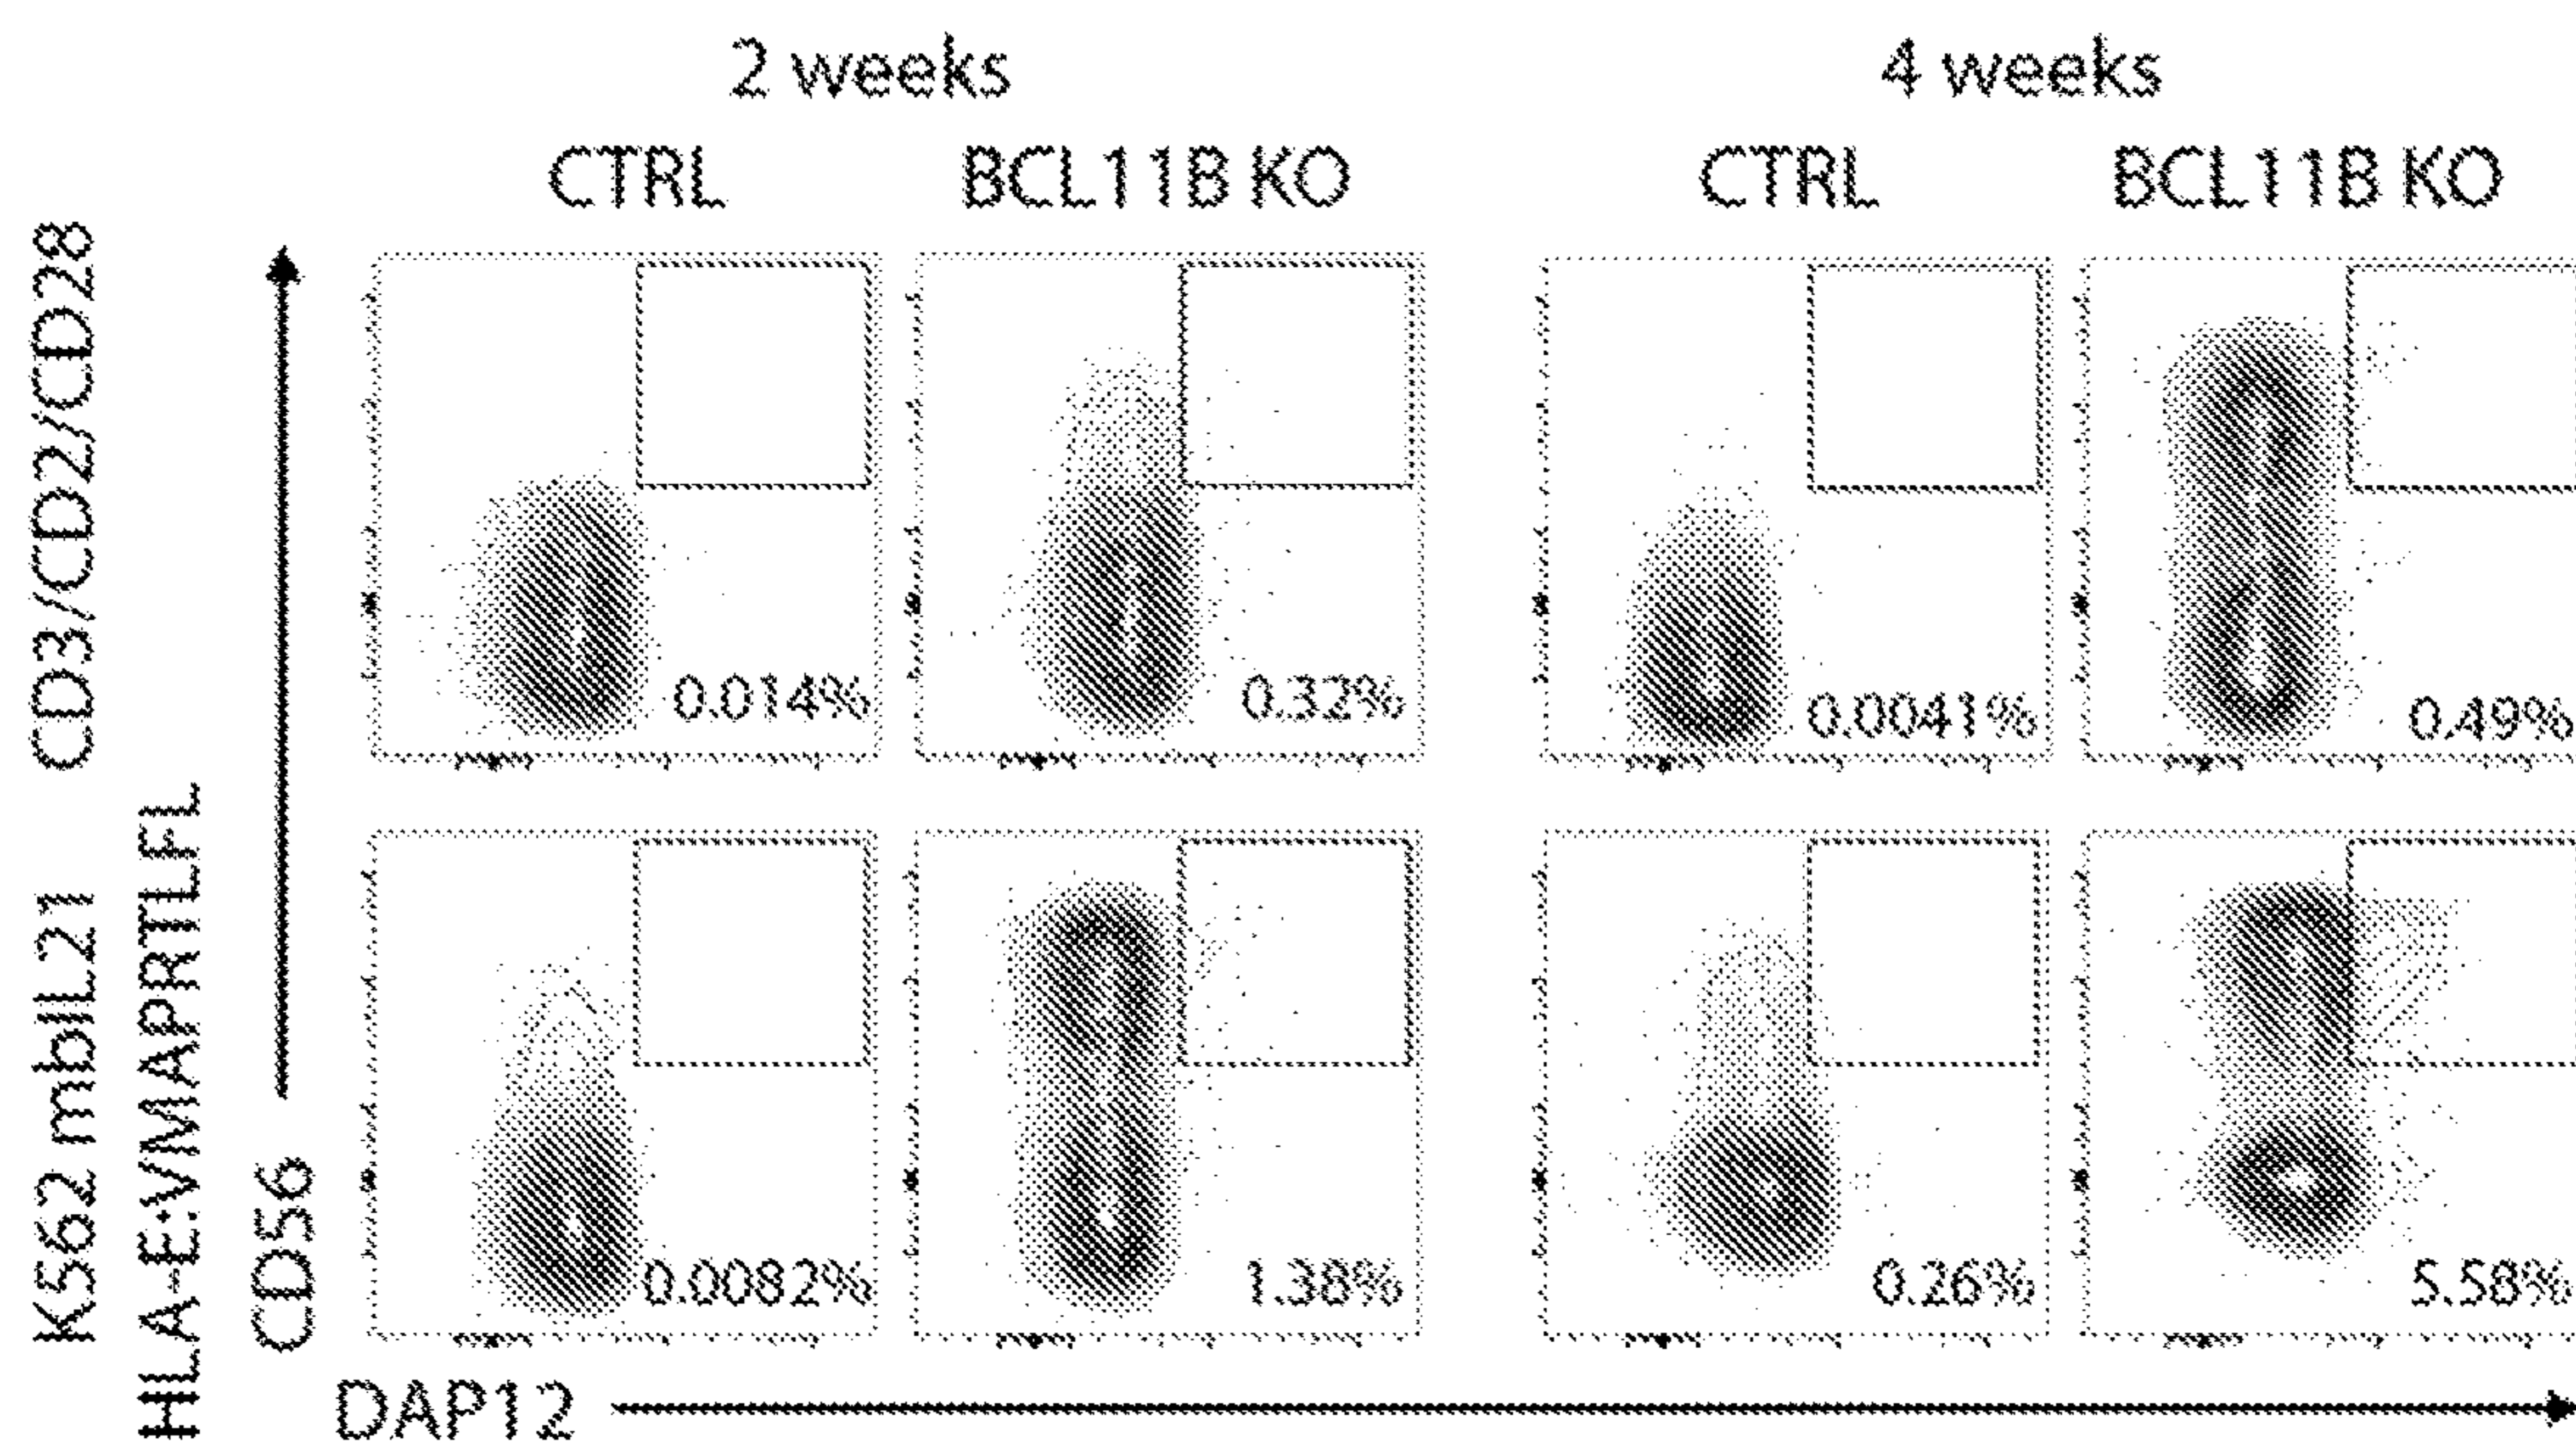 2 weeks
4 weeks
CTRL
BCL11B KO
CTRL
BCL11B KO
CD3/CD2/CD28
0.014%
0.32%
0.0041%
0.49%
K562 mbIL21
HLA-E:VMAPRTLFL
CD56
0.0082%
1.38%
0.26%
5.58%
DAP12